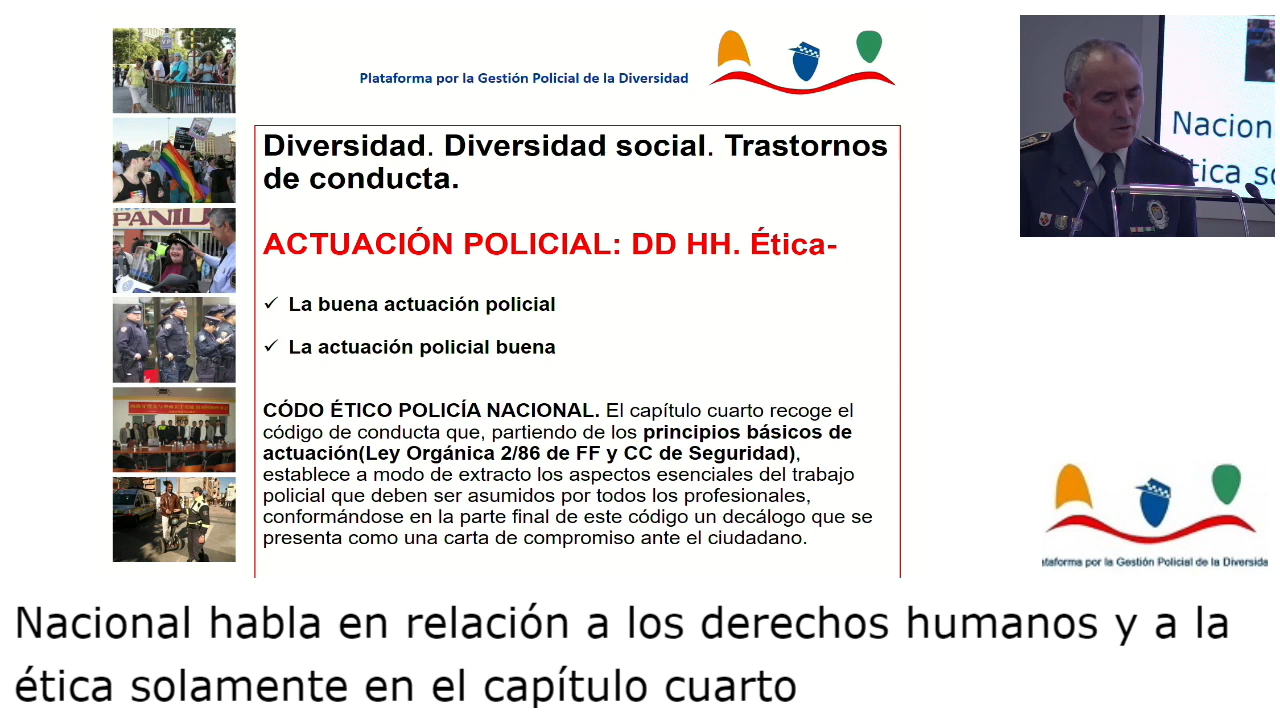 Plataforma por la Gestión Policial de la Diversidad
Diversidad. Diversidad social. Trastornos
de conducta.
ACTUACIÓN POLICIAL: DD HH. Ética-
La buena actuación policial
La actuación policial buena
CÓDO ÉTICO POLICÍA NACIONAL. El capítulo cuarto recoge el
código de conducta que, partiendo de los principios básicos de
actuación(Ley Orgánica 2/86 de FF y CC de Seguridad),
establece a modo de extracto los aspectos esenciales del trabajo
policial que deben ser asumidos por todos los profesionales,
conformándose en la parte final de este código un decálogo que se
presenta como una carta de compromiso ante el ciudadano.
PANIL
Nacion
tica so
ataforma por la Gestión Policial de la Diversida
Nacional habla en relación a los derechos humanos y a la
ética solamente en el capítulo cuarto